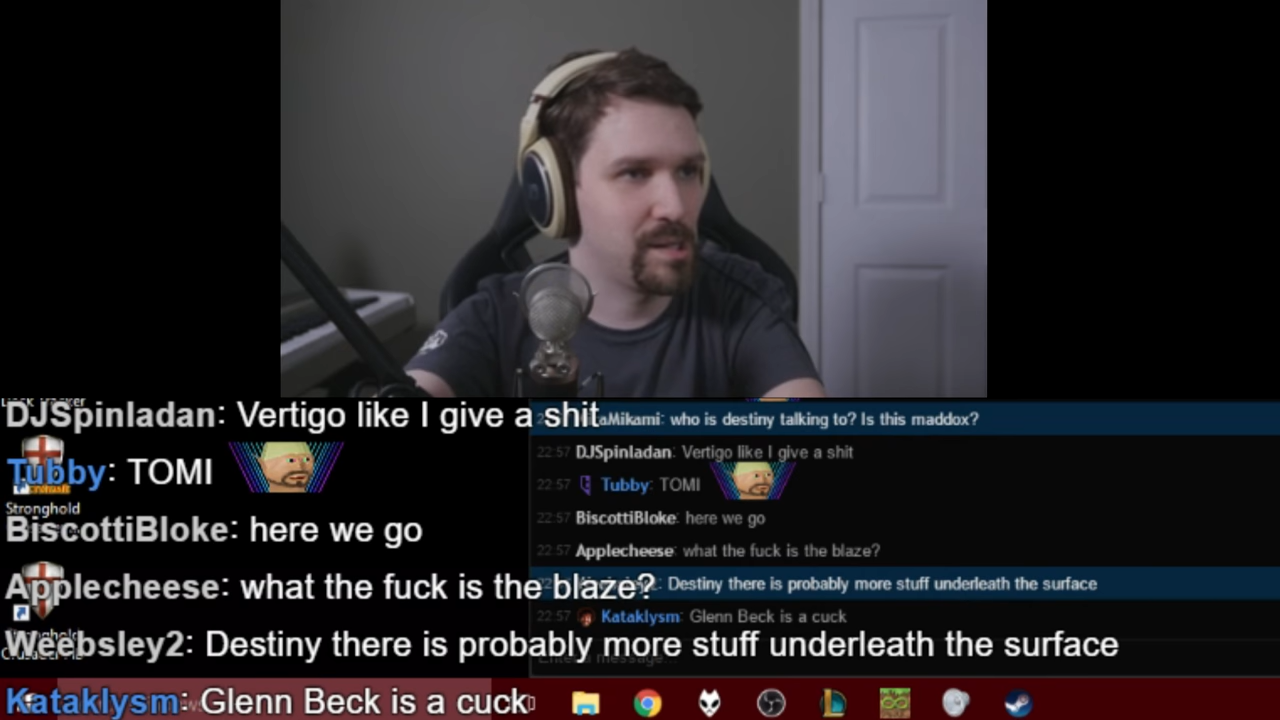 DJSpinladan: Vertigo like I give a shit
Tubby: TOMI
Stronghold
BiscottiBloke: here we go
Applecheese: what the fuck is the blaze?
Weebsley2: Destiny there is probably more stuff underneath the surface
Kataklysm: Glenn Beck is a cuck
aMikami: who is destiny talking to? Is this maddox?
22:57 DJSpinladan: Vertigo like I give a shit
22:57 Tubby: TOMI
22:57 BiscottiBloke: here we go
22:57 Applecheese: what the fuck is the blaze?
Destiny there is probably more stuff underneath the surface
22:57 Kataklysm: Glenn Beck is a cuck